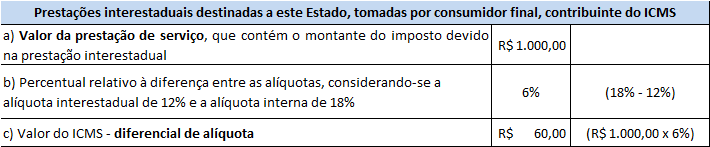 Prestações interestaduais destinadas a este Estado, tomadas por consumidor final, contribuinte do ICMS
a) Valor da prestação de serviço, que contém o montante do imposto devido
na prestação interestadual
R$ 1.000,00
b) Percentual relativo à diferença entre as alíquotas, considerando-se a
alíquota interestadual de 12% e a alíquota interna de 18%
6%
(18% - 12%)
c) Valor do ICMS - diferencial de alíquota
R$ 60,00
(R$ 1.000,00 x 6%)